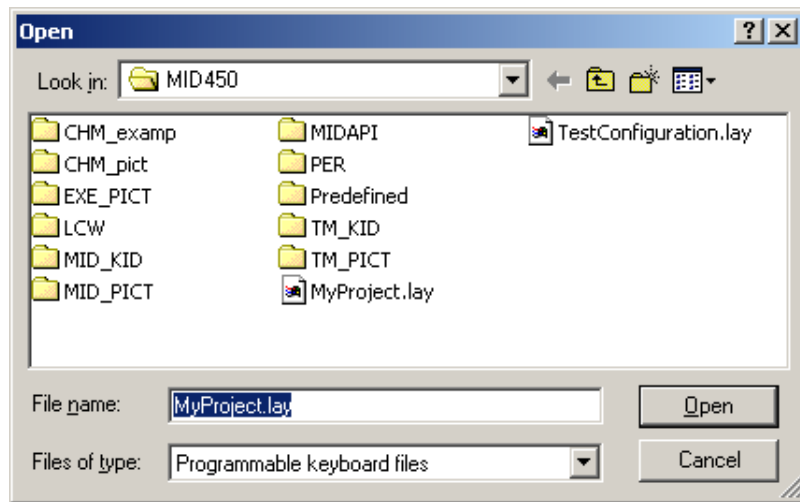 Open
Look in: MID450
CHM_examp MIDAPI TestConfiguration.lay
CHM_pict PER
EXE_PICT Predefined
LCW TM_KID
MID_KID TM_PICT
MID_PICT MyProject.lay
File name: MyProject.lay Open
Files of type: Programmable keyboard files Cancel